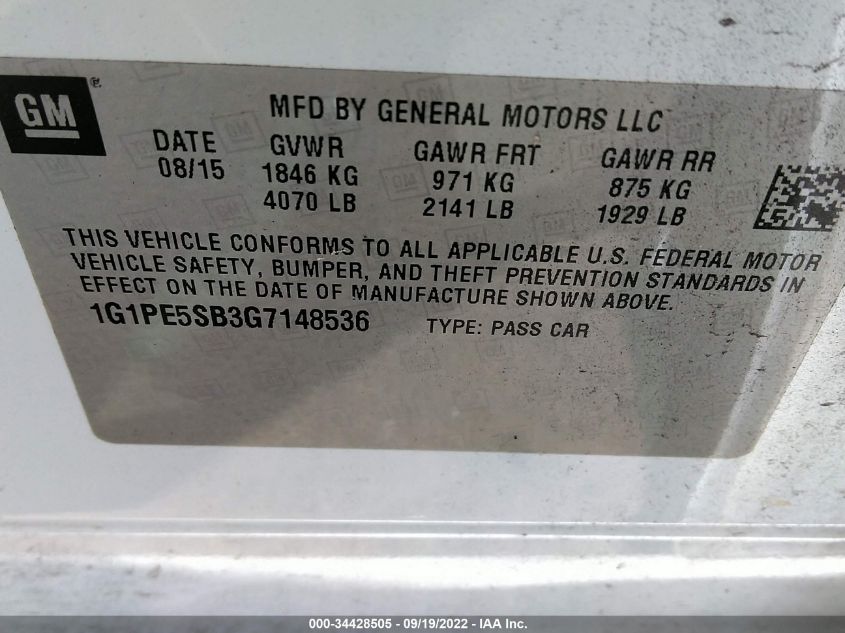 GM ®
MFD BY GENERAL MOTORS LLC
DATE GVWR GAWR FRT GAWR RR
08/15 1846 KG 971 KG 875 KG
4070 LB 2141 LB 1929 LB
THIS VEHICLE CONFORMS TO ALL APPLICABLE U.S. FEDERAL MOTOR
VEHICLE SAFETY, BUMPER, AND THEFT PREVENTION STANDARDS IN
EFFECT ON THE DATE OF MANUFACTURE SHOWN ABOVE.
1G1PE5SB3G7148536 TYPE: PASS CAR
000-34428505 - 09/19/2022 - IAA Inc.